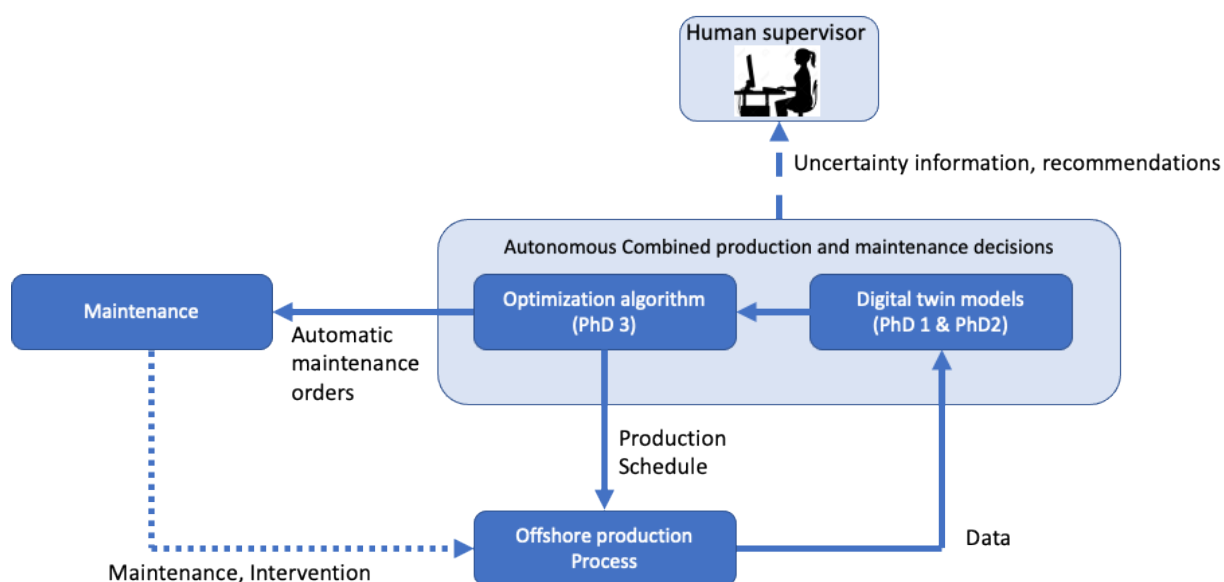 Human supervisor
Uncertainty information, recommendations
Autonomous Combined production and maintenance decisions
Maintenance
Optimization algorithm
(PhD 3)
Digital twin models
(PhD 1 & PhD2)
Automatic
maintenance
orders
Production
Schedule
Offshore production
Process
Data
Maintenance, Intervention